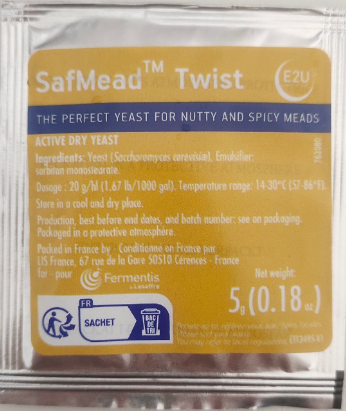 SafMead™ Twist
E2U
THE PERFECT YEAST FOR NUTTY AND SPICY MEADS
ACTIVE DRY YEAST
Ingredients: Yeast (Saccharomyces cerevisiae), Emulsifier:
sorbitan monostearate.
Dosage : 20 g/hl (1.67 lb/1000 gal). Temperature range: 14-30°C (57-86°F).
Store in a cool and dry place.
Production, best before end dates, and batch number: see on packaging.
Packaged in a protective atmosphere.
Packed in France by - Conditionné en France par
LIS France, 67 rue de la Gare 50510 Cérences - France
for - pour
Fermentis
Net weight:
5g (0.18 oz)
FR
SACHET
BAC
DE
TRI